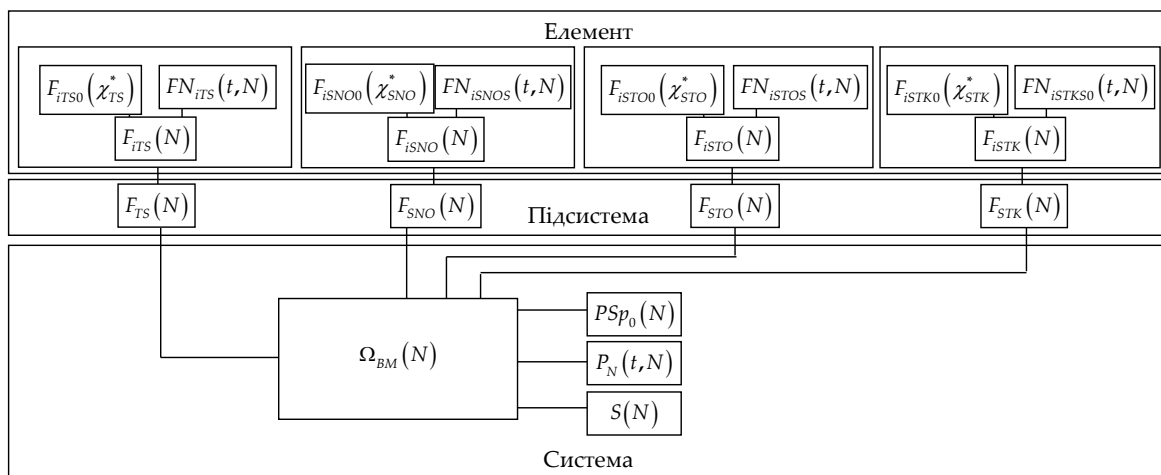 Елемент
F_{iTS0}(χ^*_{TS}) FN_{iTS}(t,N) F_{iSNO0}(χ^*_{SNO}) FN_{iSNOS}(t,N) F_{iSTO0}(χ^*_{STO}) FN_{iSTOS}(t,N) F_{iSTK0}(χ^*_{STK}) FN_{iSTKS0}(t,N)
F_{iTS}(N) F_{iSNO}(N) F_{iSTO}(N) F_{iSTK}(N)
F_{TS}(N) F_{SNO}(N) F_{STO}(N) F_{STK}(N)
Підсистема
PSp_0(N)
Ω_{BM}(N) P_N(t,N)
S(N)
Система